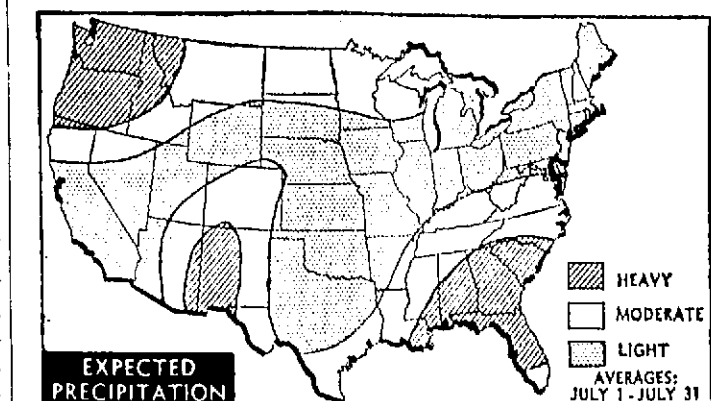 HEAVY
MODERATE
LIGHT
AVERAGES:
JULY 1 - JULY 31
EXPECTED
PRECIPITATION